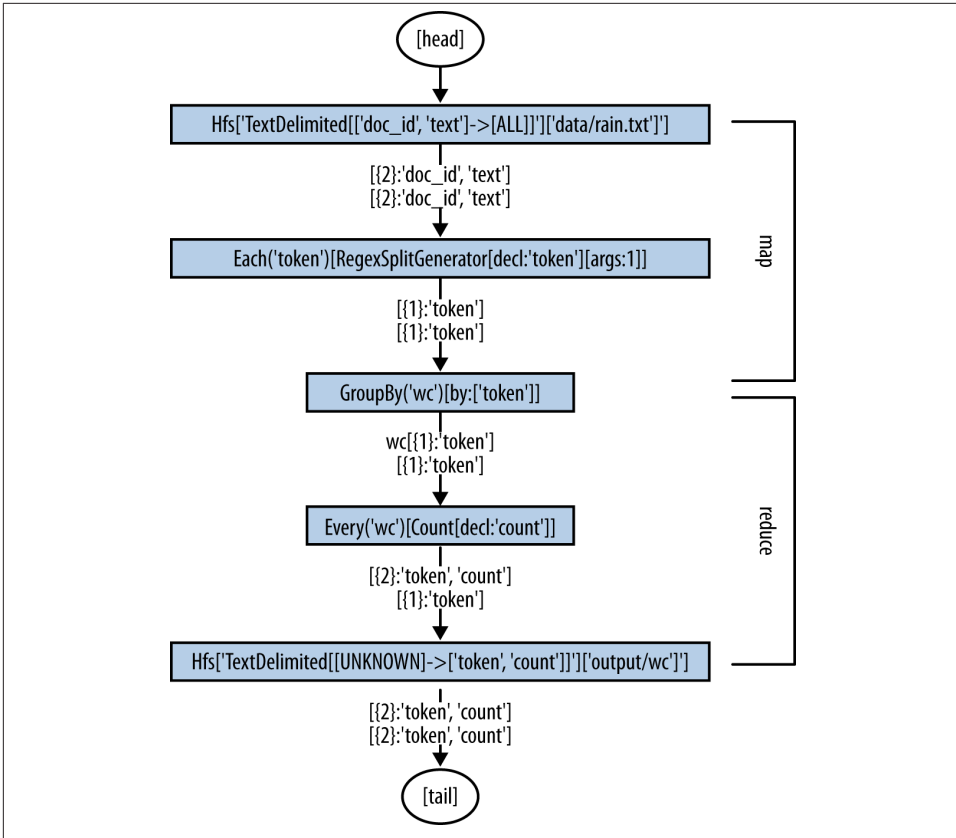 [head]
Hfs['TextDelimited[['doc_id', 'text']->[ALL]]']['data/rain.txt']']
[{2}:'doc_id', 'text']
[{2}:'doc_id', 'text']
map
Each('token')[RegexSplitGenerator[decl:'token'][args:1]]
[{1}:'token']
[{1}:'token']
GroupBy('wc')[by:['token']]
wc[{1}:'token']
[{1}:'token']
reduce
Every('wc')[Count[decl:'count']]
[{2}:'token', 'count']
[{1}:'token']
Hfs['TextDelimited[[UNKNOWN]->['token', 'count']]']['output/wc']']
[{2}:'token', 'count']
[{2}:'token', 'count']
[tail]